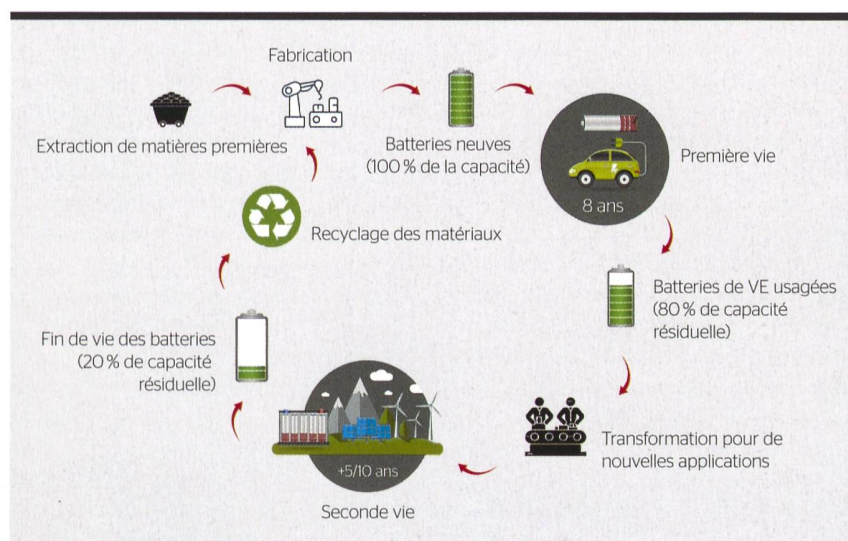 Fabrication
Extraction de matières premières
Batteries neuves
(100 % de la capacité)
Première vie
8 ans
Recyclage des matériaux
Batteries de VE usagées
(80 % de capacité
résiduelle)
Fin de vie des batteries
(20 % de capacité
résiduelle)
Transformation pour de
nouvelles applications
+5/10 ans
Seconde vie